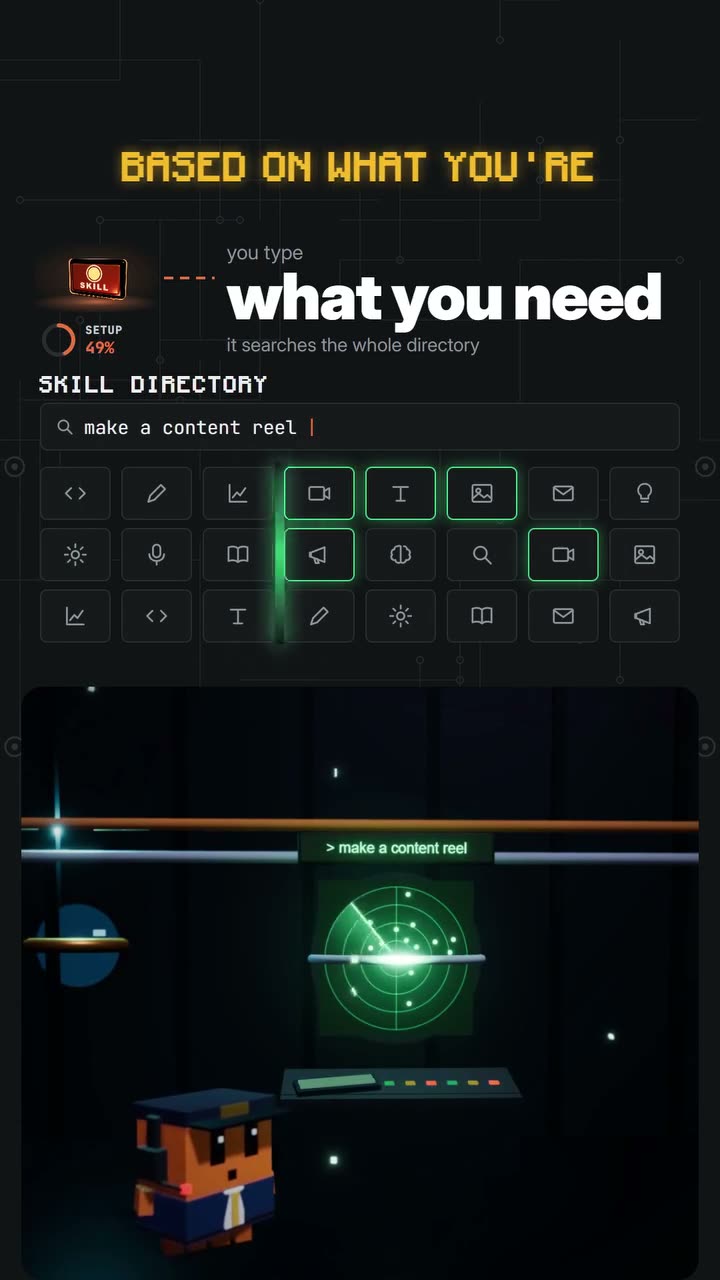 BASED ON WHAT YOU'RE
you type
what you need
it searches the whole directory
SKILL
SETUP
49%
SKILL DIRECTORY
make a content reel
> make a content reel